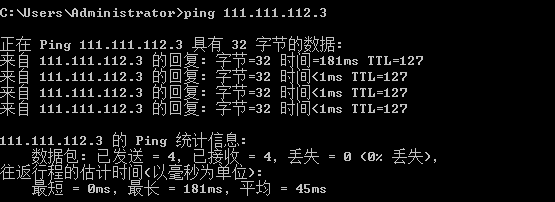 C:\Users\Administrator>ping 111.111.112.3
正在 Ping 111.111.112.3 具有 32 字节的数据:
来自 111.111.112.3 的回复: 字节=32 时间=181ms TTL=127
来自 111.111.112.3 的回复: 字节=32 时间<1ms TTL=127
来自 111.111.112.3 的回复: 字节=32 时间<1ms TTL=127
来自 111.111.112.3 的回复: 字节=32 时间<1ms TTL=127
111.111.112.3 的 Ping 统计信息:
数据包: 已发送 = 4, 已接收 = 4, 丢失 = 0 (0% 丢失),
往返行程的估计时间(以毫秒为单位):
最短 = 0ms, 最长 = 181ms, 平均 = 45ms